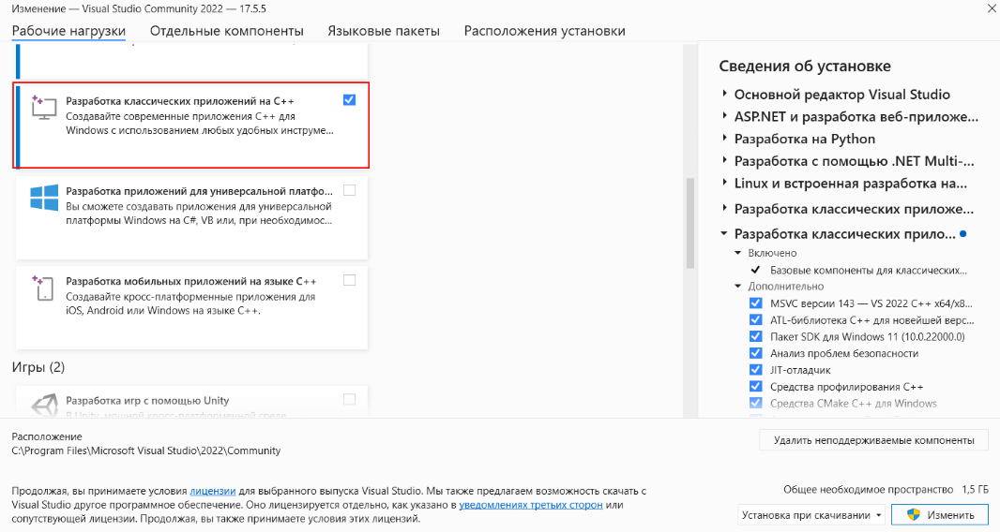 Изменение — Visual Studio Community 2022 — 17.5.5
Рабочие нагрузки
Отдельные компоненты
Языковые пакеты
Расположения установки
Разработка классических приложений на C++
Создавайте современные приложения C++ для
Windows с использованием любых удобных инструме...
Разработка приложений для универсальной платфо...
Вы сможете создавать приложения для универсальной
платформы Windows на C#, VB или, при необходимос...
Разработка мобильных приложений на языке C++
Создавайте кросс-платформенные приложения для
iOS, Android или Windows на языке C++.
Игры (2)
Разработка игр с помощью Unity
В Unity, мощной кросс-платформенной среде
Сведения об установке
Основной редактор Visual Studio
ASP.NET и разработка веб-приложе...
Разработка на Python
Разработка с помощью .NET Multi-...
Linux и встроенная разработка на...
Разработка классических приложе...
Разработка классических прило...
Включено
Базовые компоненты для классических...
Дополнительно
MSVC версии 143 — VS 2022 C++ x64/x8...
ATL-библиотека C++ для новейшей верс...
Пакет SDK для Windows 11 (10.0.22000.0)
Анализ проблем безопасности
JIT-отладчик
Средства профилирования C++
Средства CMake C++ для Windows
Расположение
C:\Program Files\Microsoft Visual Studio\2022\Community
Удалить неподдерживаемые компоненты
Продолжая, вы принимаете условия лицензии для выбранного выпуска Visual Studio. Мы также предлагаем возможность скачать с
Visual Studio другое программное обеспечение. Оно лицензируется отдельно, как указано в уведомлениях третьих сторон или
сопутствующей лицензии. Продолжая, вы также принимаете условия этих лицензий.
Общее необходимое пространство 1,5 ГБ
Установка при скачивании
Изменить